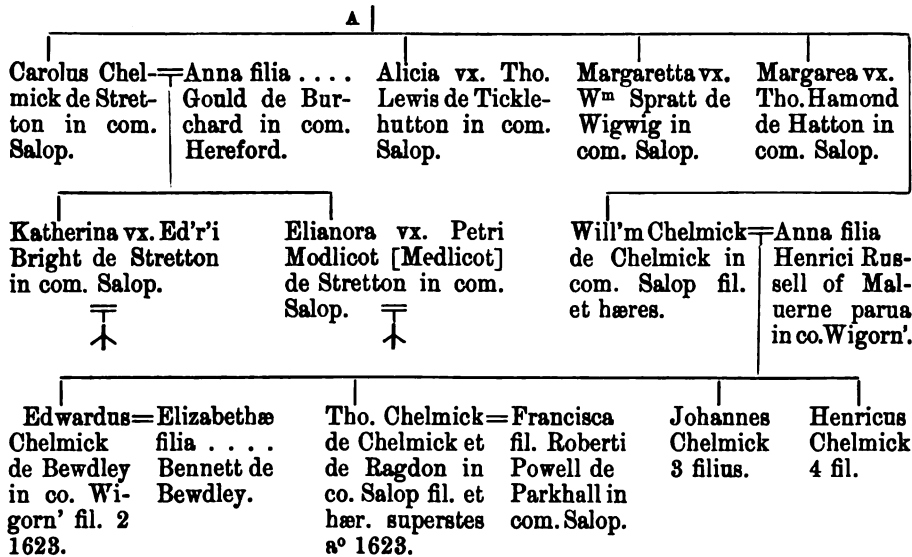 A
Carolus Chel-
mick de Stret-
ton in com.
Salop.
Anna filia . . . .
Gould de Bur-
chard in com.
Hereford.
Alicia vx. Tho.
Lewis de Tickle-
hutton in com.
Salop.
Margaretta vx.
Wᵐ Spratt de
Wigwig in
com. Salop.
Margarea vx.
Tho. Hamond
de Hatton in
com. Salop.
Katherina vx. Ed'r'i
Bright de Stretton
in com. Salop.
Elianora vx. Petri
Modlicot [Medlicot]
de Stretton in com.
Salop.
Will'm Chelmick
de Chelmick in
com. Salop fil.
et hæres.
Anna filia
Henrici Rus-
sell of Mal-
uerne parua
in co. Wigorn'.
Edwardus
Chelmick
de Bewdley
in co. Wi-
gorn' fil. 2
1623.
Elizabethæ
filia . . . .
Bennett de
Bewdley.
Tho. Chelmick
de Chelmick et
de Ragdon in
co. Salop fil. et
hær. superstes
aº 1623.
Francisca
fil. Roberti
Powell de
Parkhall in
com. Salop.
Johannes
Chelmick
3 filius.
Henricus
Chelmick
4 fil.